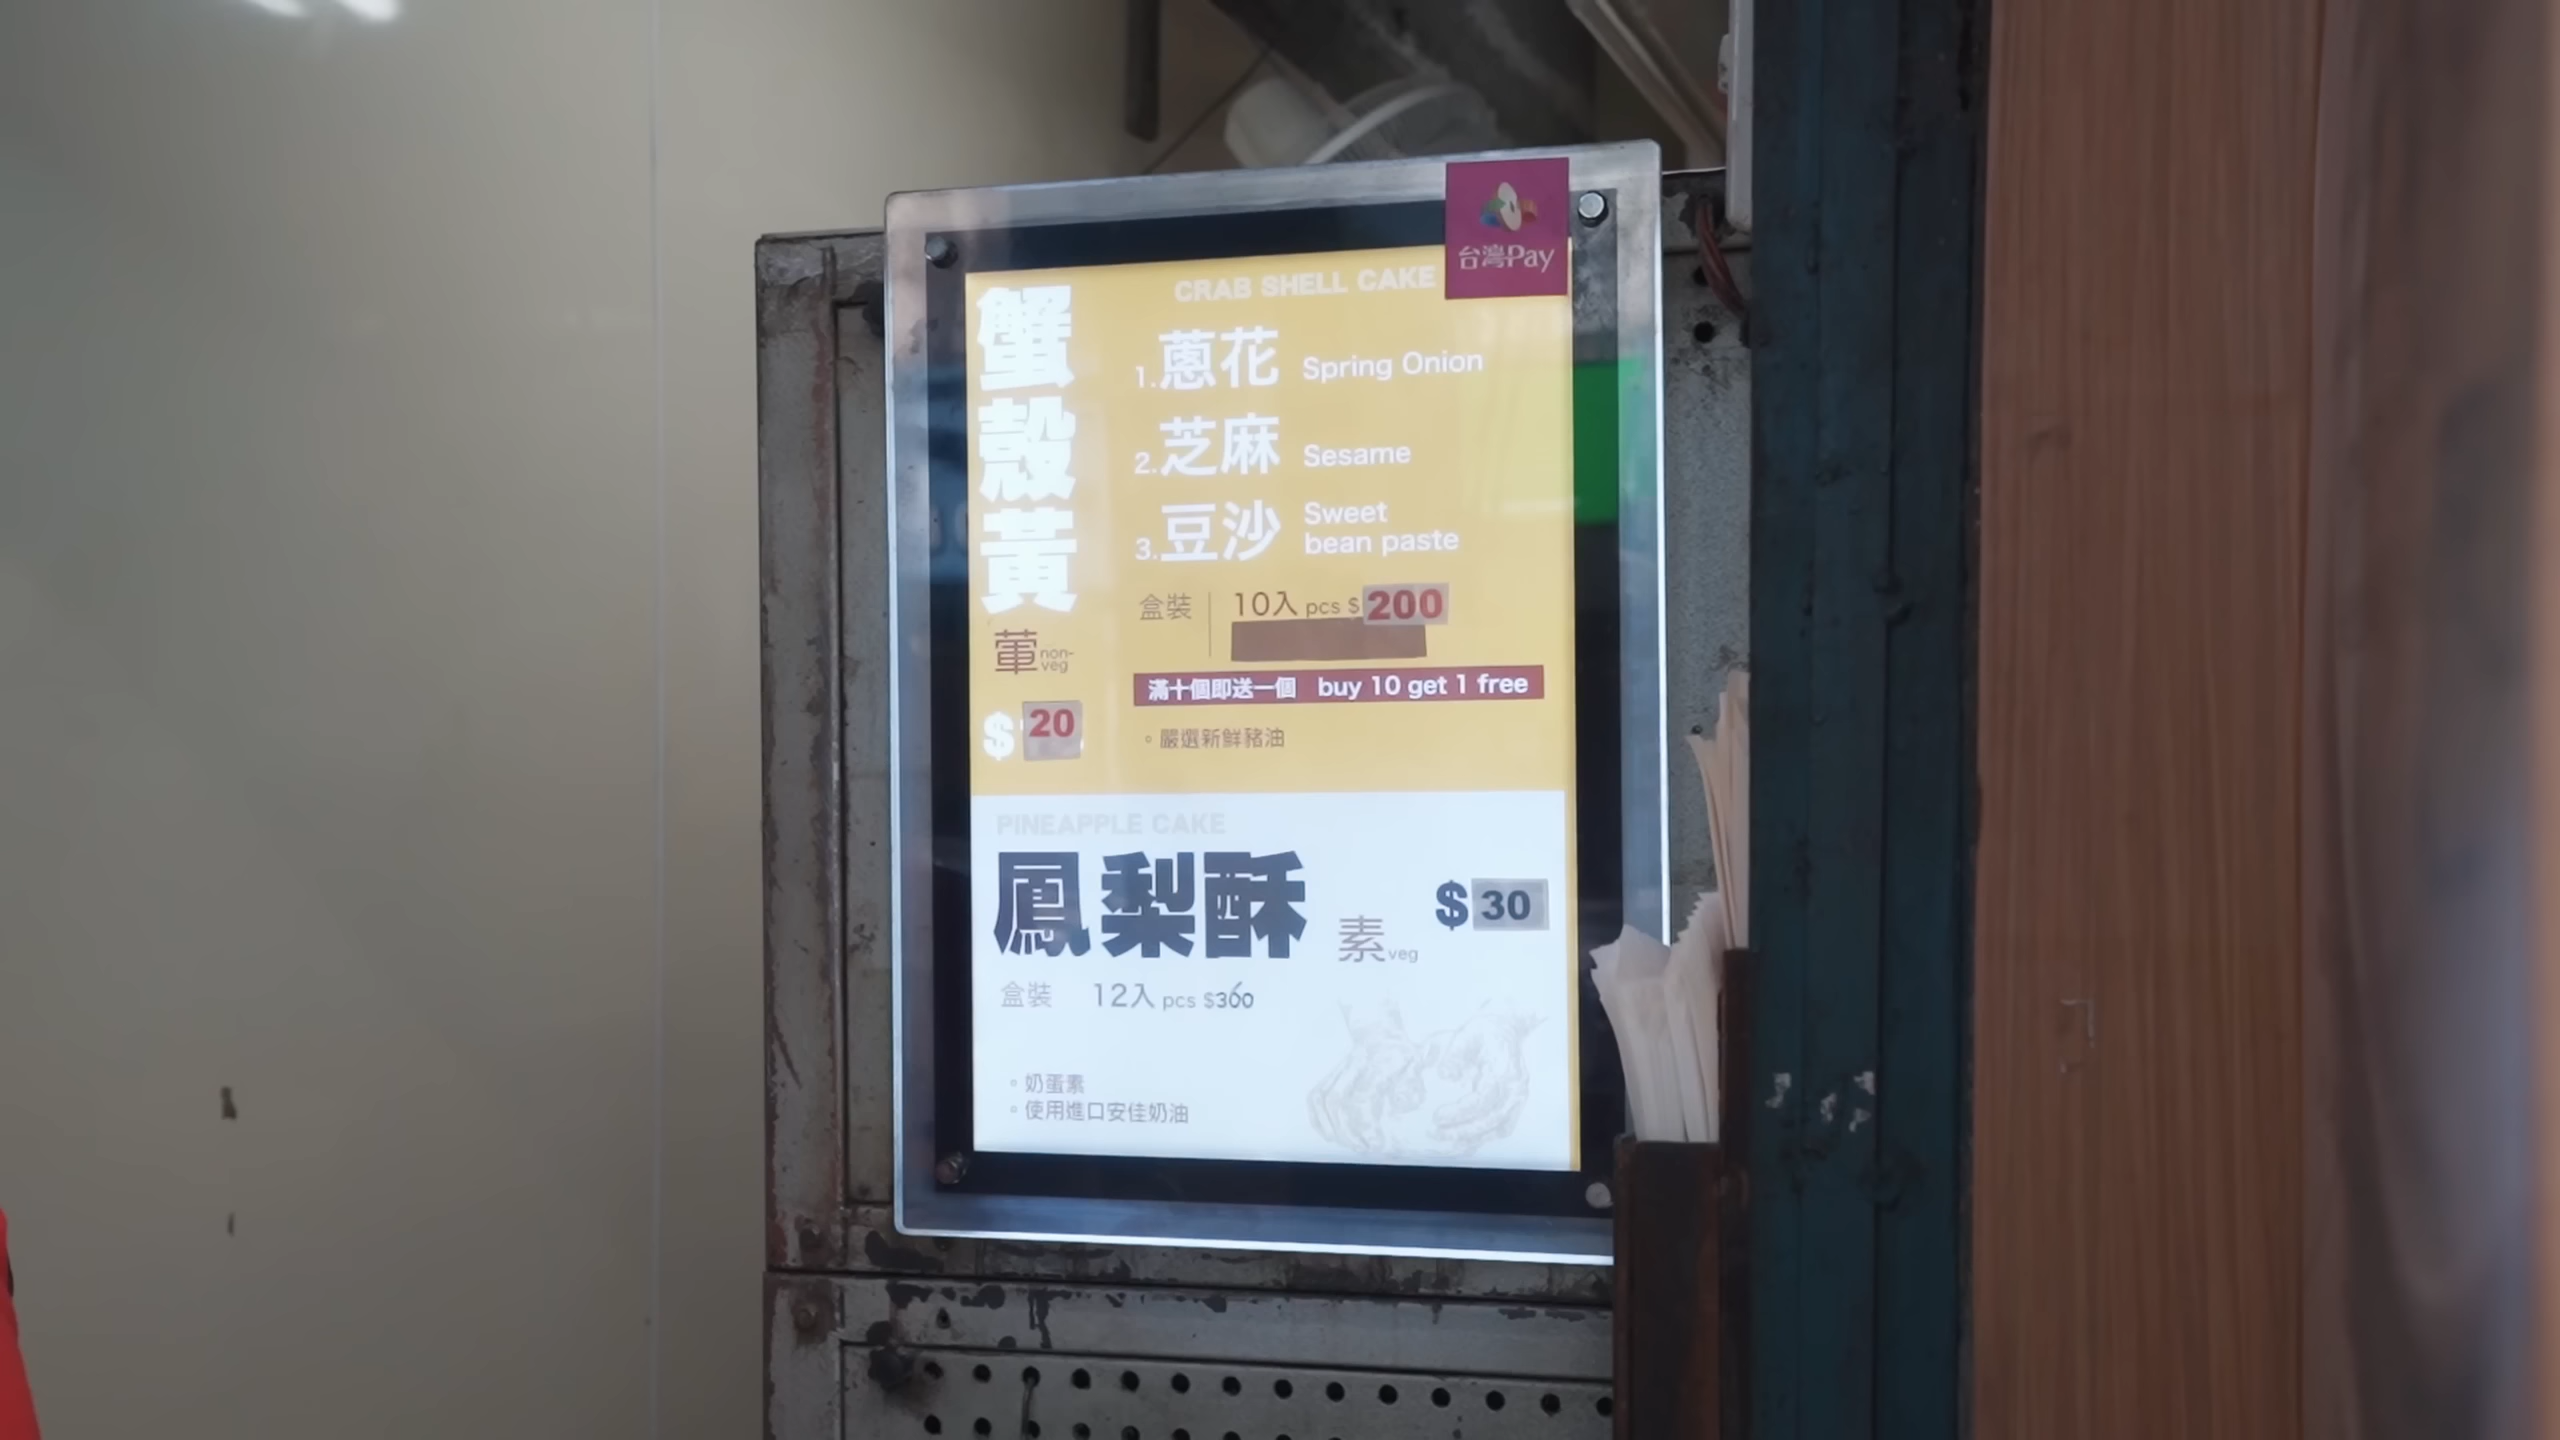 台灣Pay
CRAB SHELL CAKE
蟹殼黃
葷 non-veg
$20
1.蔥花 Spring Onion
2.芝麻 Sesame
3.豆沙 Sweet bean paste
盒裝 10入 pcs $200
滿十個即送一個 buy 10 get 1 free
。嚴選新鮮豬油
PINEAPPLE CAKE
鳳梨酥 素 veg $30
盒裝 12入 pcs $360
。奶蛋素
。使用進口安佳奶油